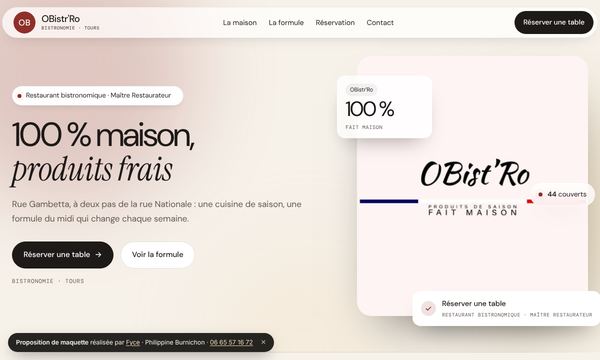 OB
OBistr'Ro
BISTRONOMIE · TOURS
La maison
La formule
Réservation
Contact
Réserver une table
Restaurant bistronomique · Maître Restaurateur
100 % maison,
produits frais
Rue Gambetta, à deux pas de la rue Nationale : une cuisine de saison, une
formule du midi qui change chaque semaine.
Réserver une table →
Voir la formule
BISTRONOMIE · TOURS
OBistr'Ro
100 %
FAIT MAISON
OBist'Ro
PRODUITS DE SAISON
FAIT MAISON
44 couverts
Réserver une table
RESTAURANT BISTRONOMIQUE · MAÎTRE RESTAURATEUR
Proposition de maquette réalisée par Fyce · Philippine Burnichon · 06 65 57 16 72 ×